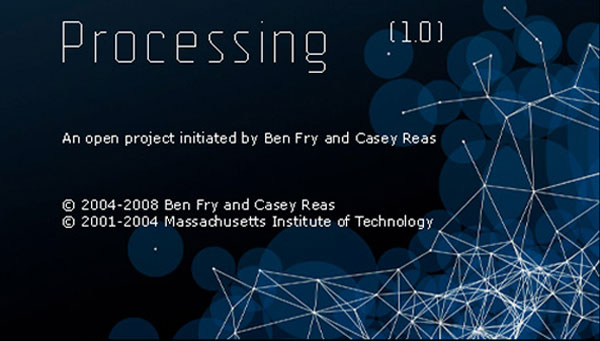 Processing (1.0)
An open project initiated by Ben Fry and Casey Reas
© 2004-2008 Ben Fry and Casey Reas
© 2001-2004 Massachusetts Institute of Technology